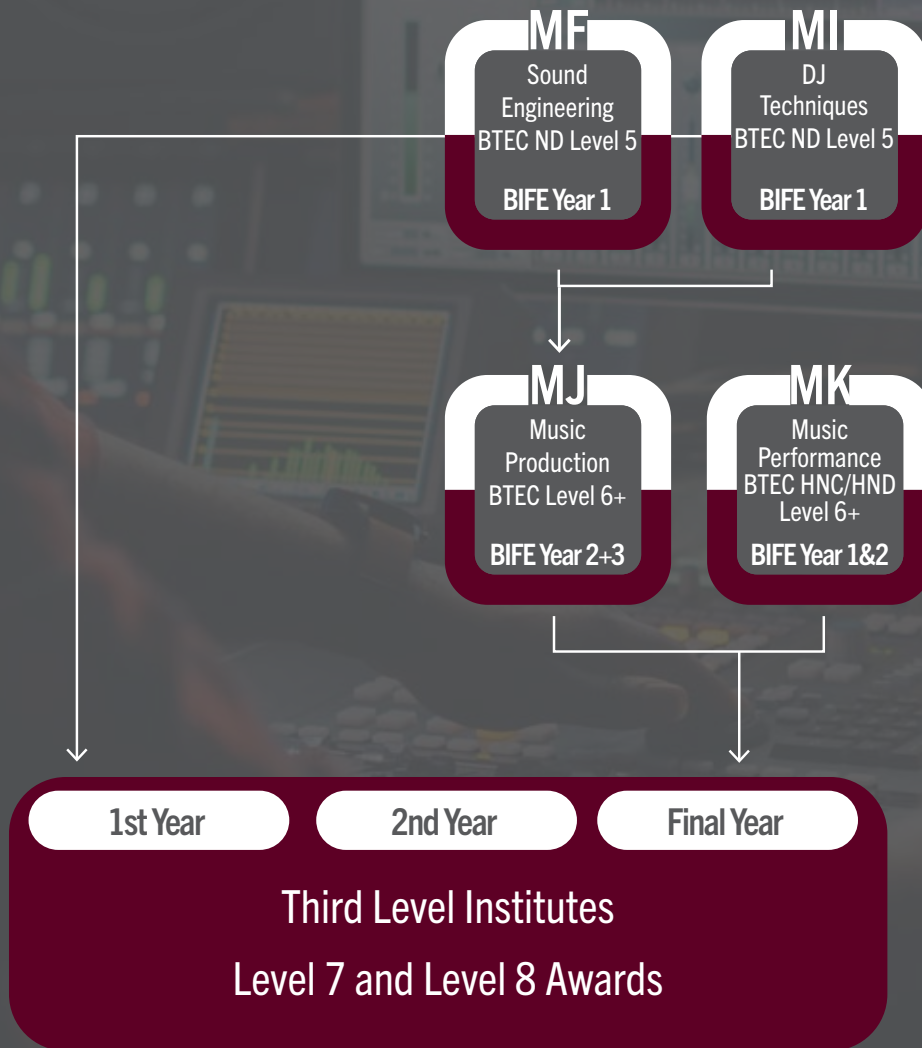 MF
Sound
Engineering
BTEC ND Level 5
BIFE Year 1
MI
DJ
Techniques
BTEC ND Level 5
BIFE Year 1
MJ
Music
Production
BTEC Level 6+
BIFE Year 2+3
MK
Music
Performance
BTEC HNC/HND
Level 6+
BIFE Year 1&2
1st Year
2nd Year
Final Year
Third Level Institutes
Level 7 and Level 8 Awards